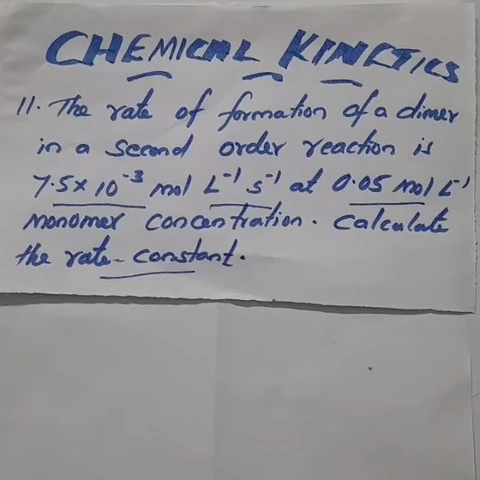 CHEMICAL KINETICS
11. The rate of formation of a dimer
in a second order reaction is
7.5 × 10⁻³ mol L⁻¹ s⁻¹ at 0.05 mol L⁻¹
monomer concentration. Calculate
the rate-constant.